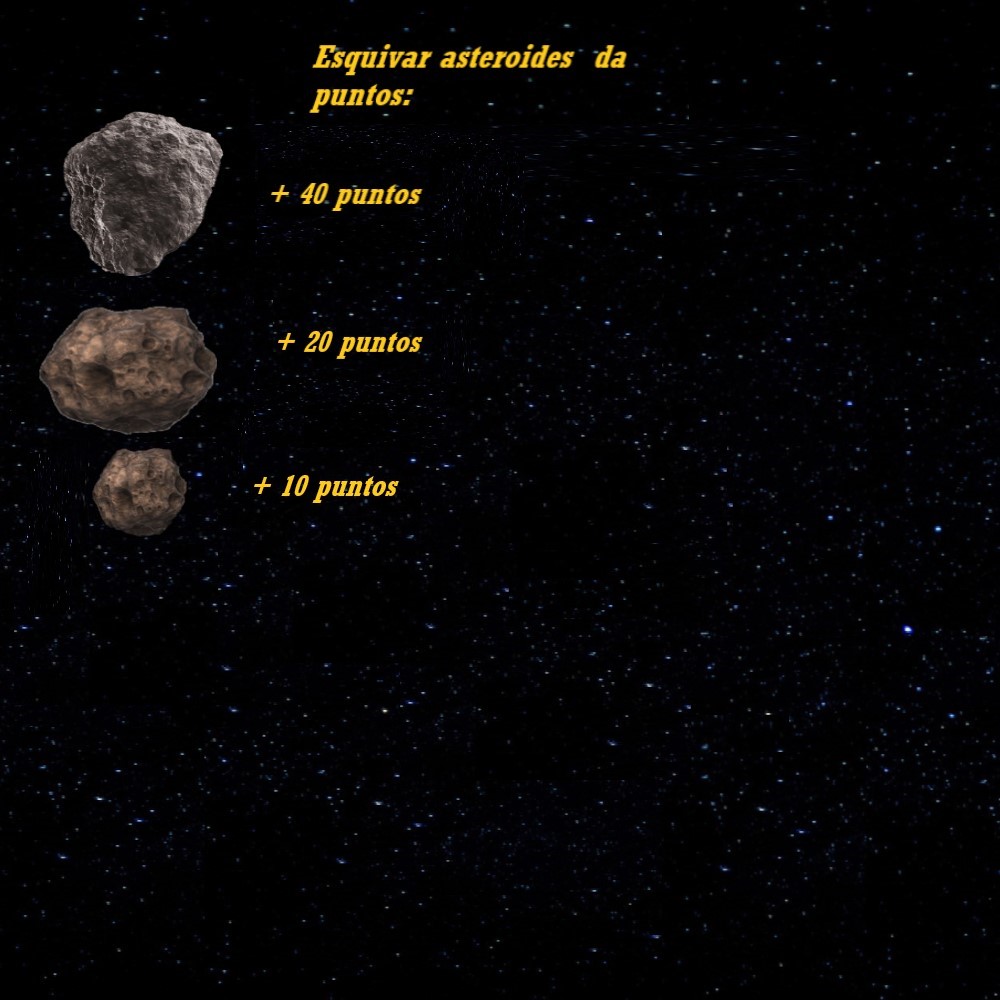 Esquivar asteroides da
puntos:
+ 40 puntos
+ 20 puntos
+ 10 puntos